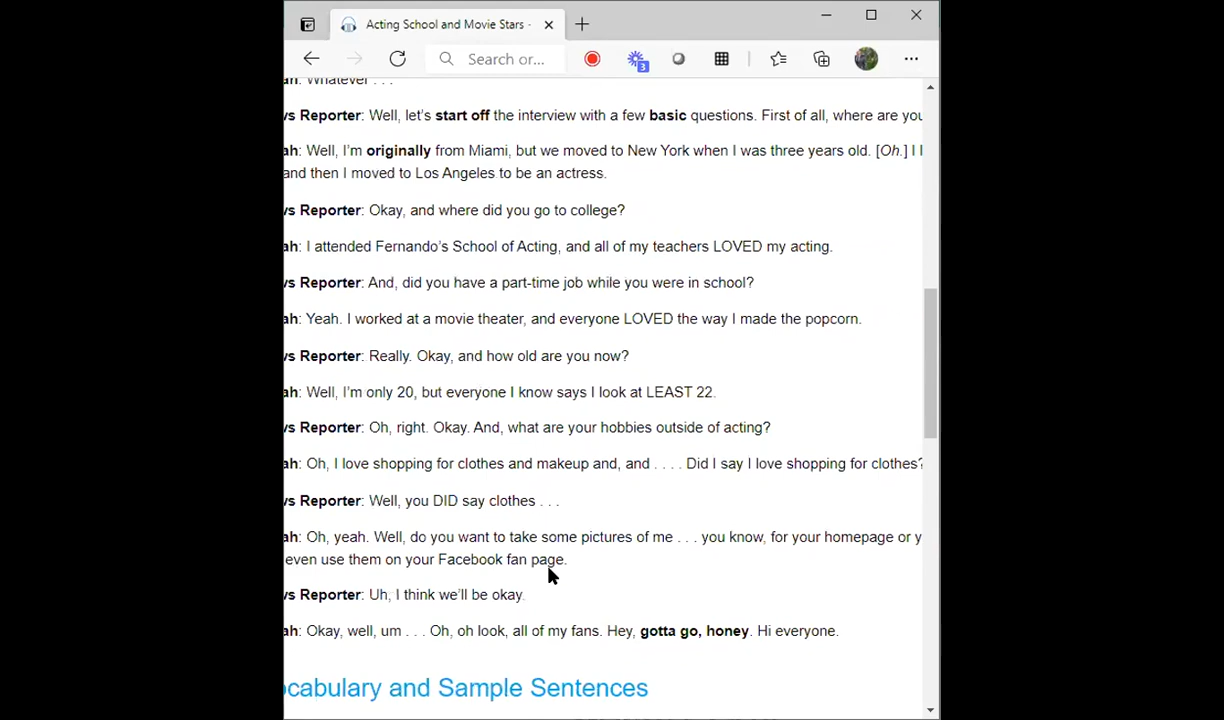 Acting School and Movie Stars -
Search or...
3
ah: Whatever . . .
vs Reporter: Well, let's start off the interview with a few basic questions. First of all, where are you
ah: Well, I'm originally from Miami, but we moved to New York when I was three years old. [Oh.] I l
and then I moved to Los Angeles to be an actress.
vs Reporter: Okay, and where did you go to college?
ah: I attended Fernando's School of Acting, and all of my teachers LOVED my acting.
vs Reporter: And, did you have a part-time job while you were in school?
ah: Yeah. I worked at a movie theater, and everyone LOVED the way I made the popcorn.
vs Reporter: Really. Okay, and how old are you now?
ah: Well, I'm only 20, but everyone I know says I look at LEAST 22.
vs Reporter: Oh, right. Okay. And, what are your hobbies outside of acting?
ah: Oh, I love shopping for clothes and makeup and, and . . . . Did I say I love shopping for clothes?
vs Reporter: Well, you DID say clothes . . .
ah: Oh, yeah. Well, do you want to take some pictures of me . . . you know, for your homepage or y
even use them on your Facebook fan page.
vs Reporter: Uh, I think we'll be okay.
ah: Okay, well, um . . . Oh, oh look, all of my fans. Hey, gotta go, honey. Hi everyone.
ocabulary and Sample Sentences